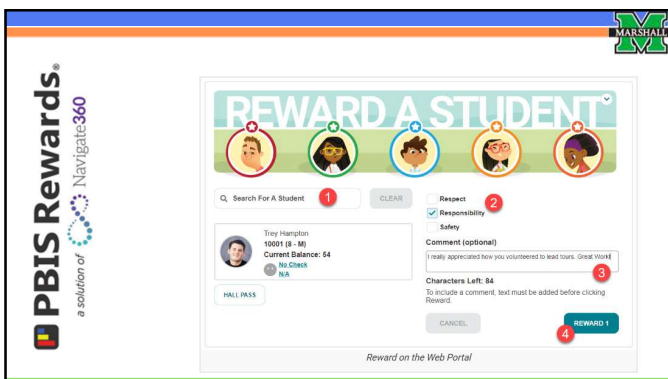 MARSHALL
PBIS Rewards®
a solution of Navigate360
REWARD A STUDENT
Search For A Student
1
CLEAR
Respect
2
Responsibility
Safety
Trey Hampton
10001 (8 - M)
Current Balance: 54
No Check
N/A
HALL PASS
Comment (optional)
I really appreciated how you volunteered to lead tours. Great Work!
3
Characters Left: 84
To include a comment, text must be added before clicking
Reward.
CANCEL
4
REWARD 1
Reward on the Web Portal